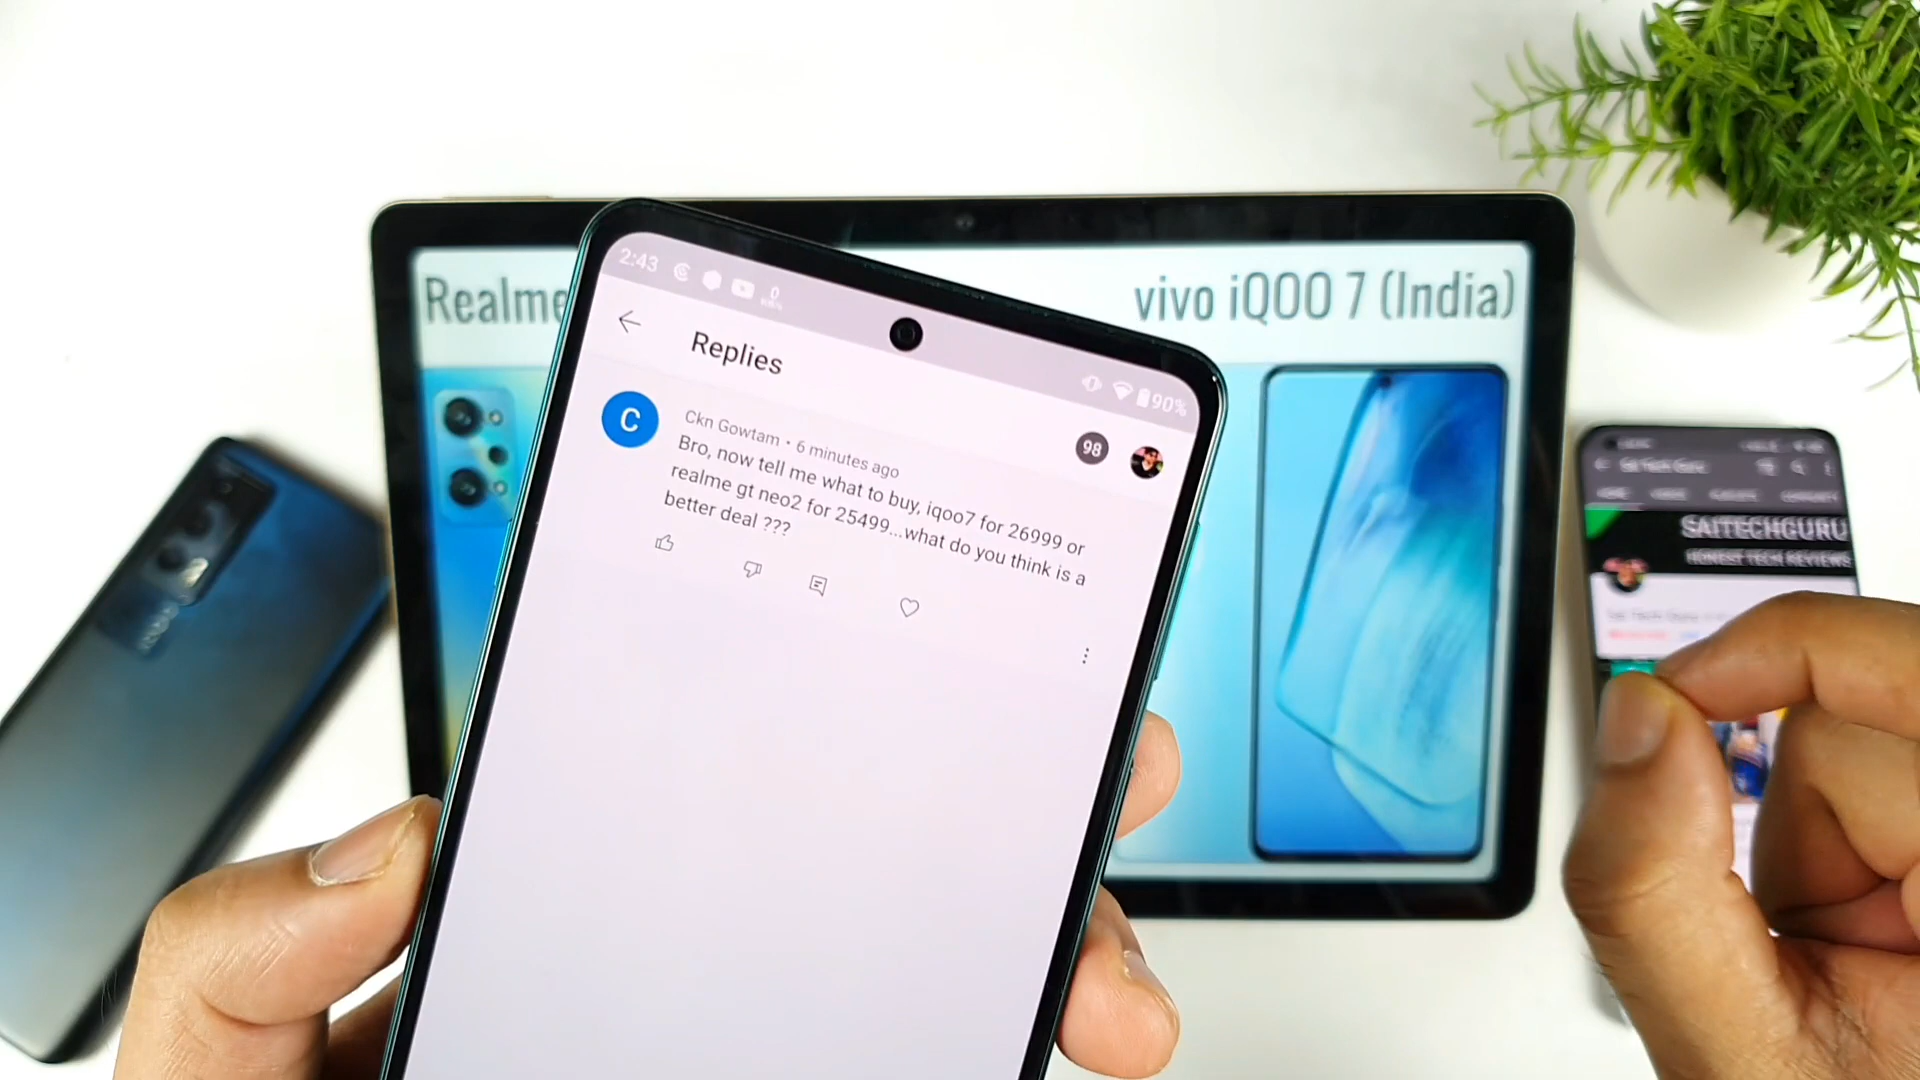 Realme
vivo iQOO 7 (India)
2:43
0
90%
Replies
C
Ckn Gowtam • 6 minutes ago
98
Bro, now tell me what to buy, iqoo7 for 26999 or
realme gt neo2 for 25499...what do you think is a
better deal ???
SAITECHGURU
HONEST TECH REVIEWS